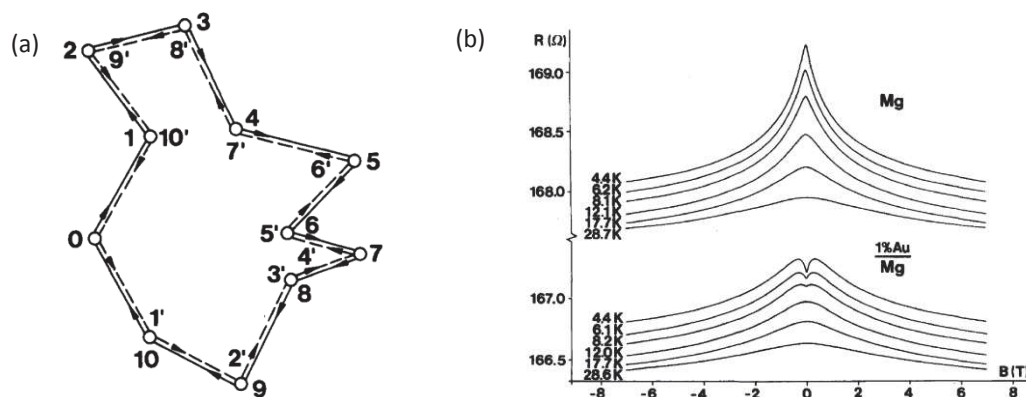 (a)
3
2
8'
9'
4
1
10'
7'
5
6'
6
0
5'
4'
7
3'
8
1'
10
2'
9
(b)
R (Ω)
169.0
Mg
168.5
4.4K
6.2K
168.0
8.1K
12.1K
17.7K
28.7K
1%Au
Mg
167.0
4.4K
6.1K
8.2K
12.0K
166.5
17.7K
28.6K
B(T)
-8 -6 -4 -2 0 2 4 6 8